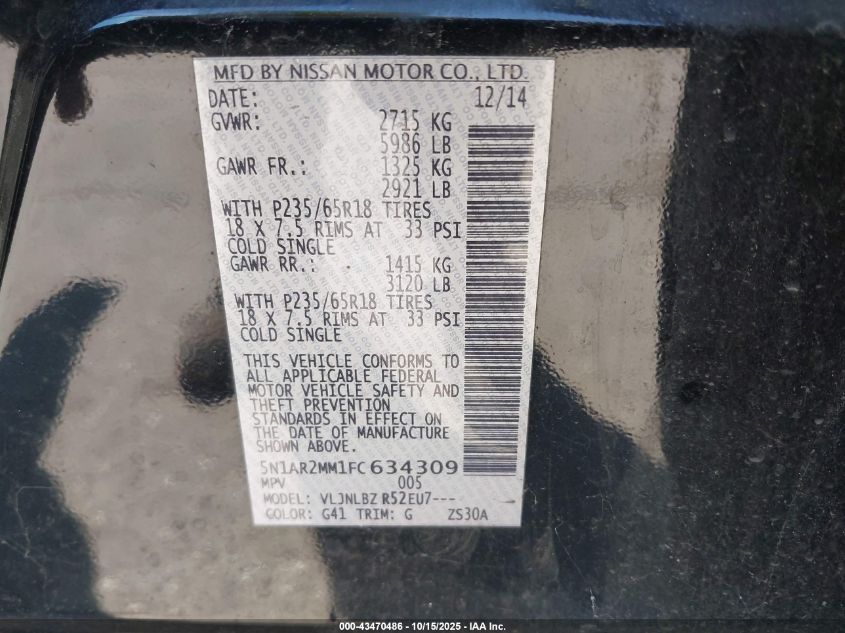 MFD BY NISSAN MOTOR CO., LTD.
DATE: 12/14
GVWR: 2715 KG
5986 LB
GAWR FR.: 1325 KG
2921 LB
WITH P235/65R18 TIRES
18 X 7.5 RIMS AT 33 PSI
COLD SINGLE
GAWR RR.: 1415 KG
3120 LB
WITH P235/65R18 TIRES
18 X 7.5 RIMS AT 33 PSI
COLD SINGLE
THIS VEHICLE CONFORMS TO
ALL APPLICABLE FEDERAL
MOTOR VEHICLE SAFETY AND
THEFT PREVENTION
STANDARDS IN EFFECT ON
THE DATE OF MANUFACTURE
SHOWN ABOVE.
5N1AR2MM1FC634309
MPV 005
MODEL: VLJNLBZ R52EU7---
COLOR: G41 TRIM: G ZS30A
000-43470486 - 10/15/2025 - IAA Inc.